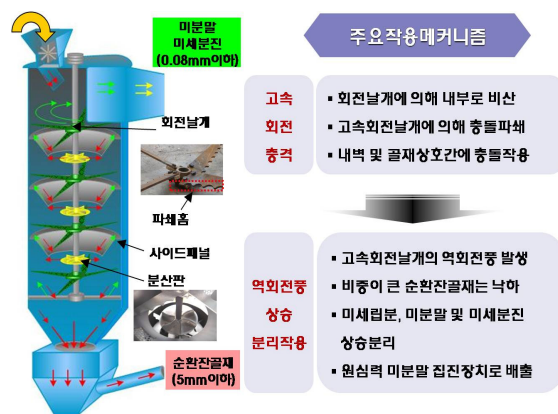 미분말
미세분진
(0.08mm이하)
회전날개
파쇄홈
사이드패널
분산판
순환잔골재
(5mm이하)
주요작용메커니즘
고속
회전
충격
▪ 회전날개에 의해 내부로 비산
▪ 고속회전날개에 의해 충돌파쇄
▪ 내벽 및 골재상호간에 충돌작용
역회전풍
상승
분리작용
▪ 고속회전날개의 역회전풍 발생
▪ 비중이 큰 순환잔골재는 낙하
▪ 미세립분, 미분말 및 미세분진
상승분리
▪ 원심력 미분말 집진장치로 배출